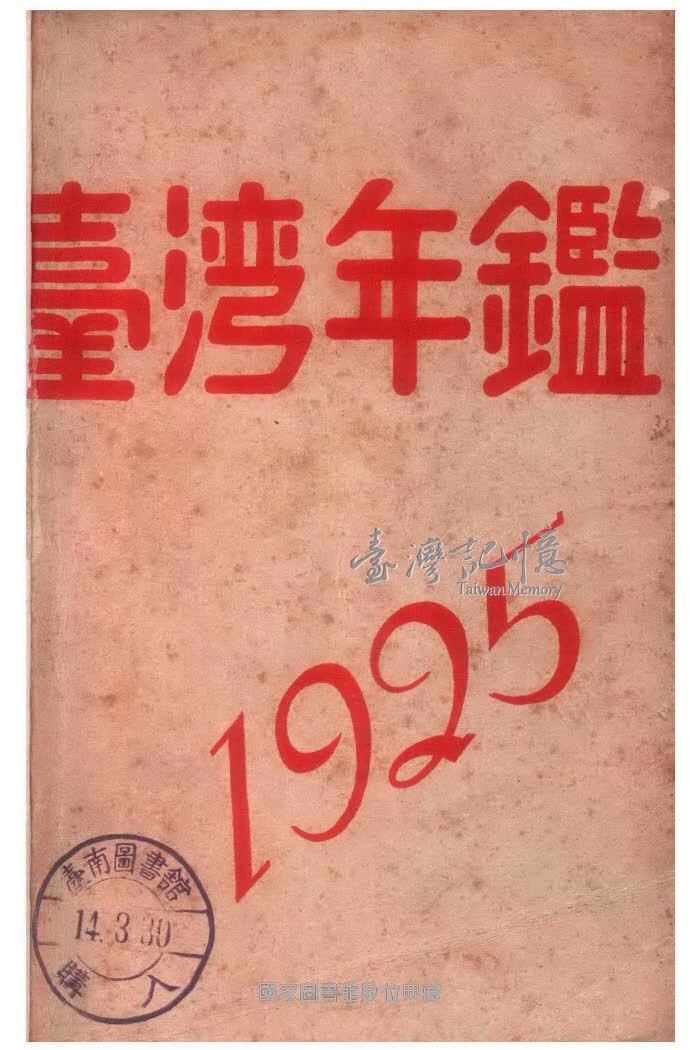 臺湾年鑑
臺灣記憶
Taiwan Memory
1925
臺南圖書館
14.3.30
購入
國家圖書館數位典藏